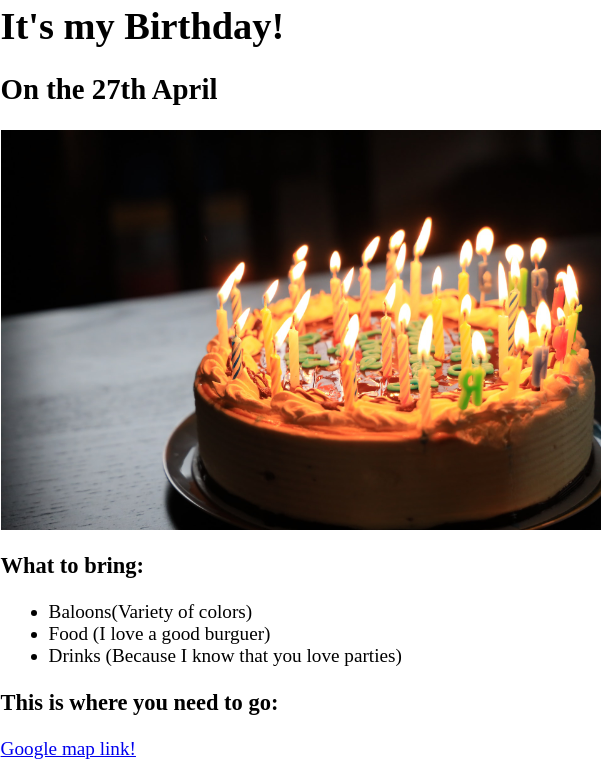 It's my Birthday!
On the 27th April
What to bring:
Baloons(Variety of colors)
Food (I love a good burguer)
Drinks (Because I know that you love parties)
This is where you need to go:
Google map link!